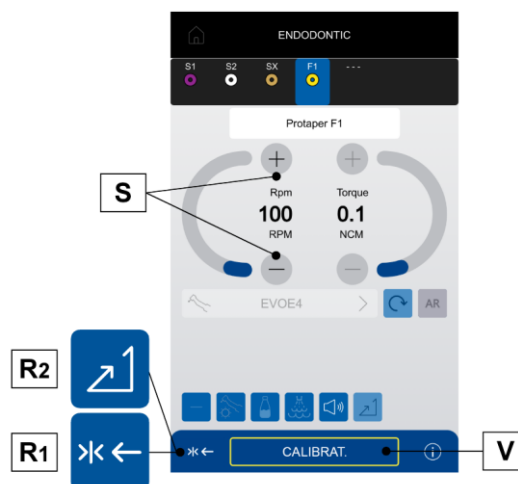 ENDODONTIC
S1 S2 SX F1 ---
Protaper F1
S
+ +
Rpm Torque
100 0.1
RPM NCM
− −
EVOE4 > AR
R2
R1
CALIBRAT. i V